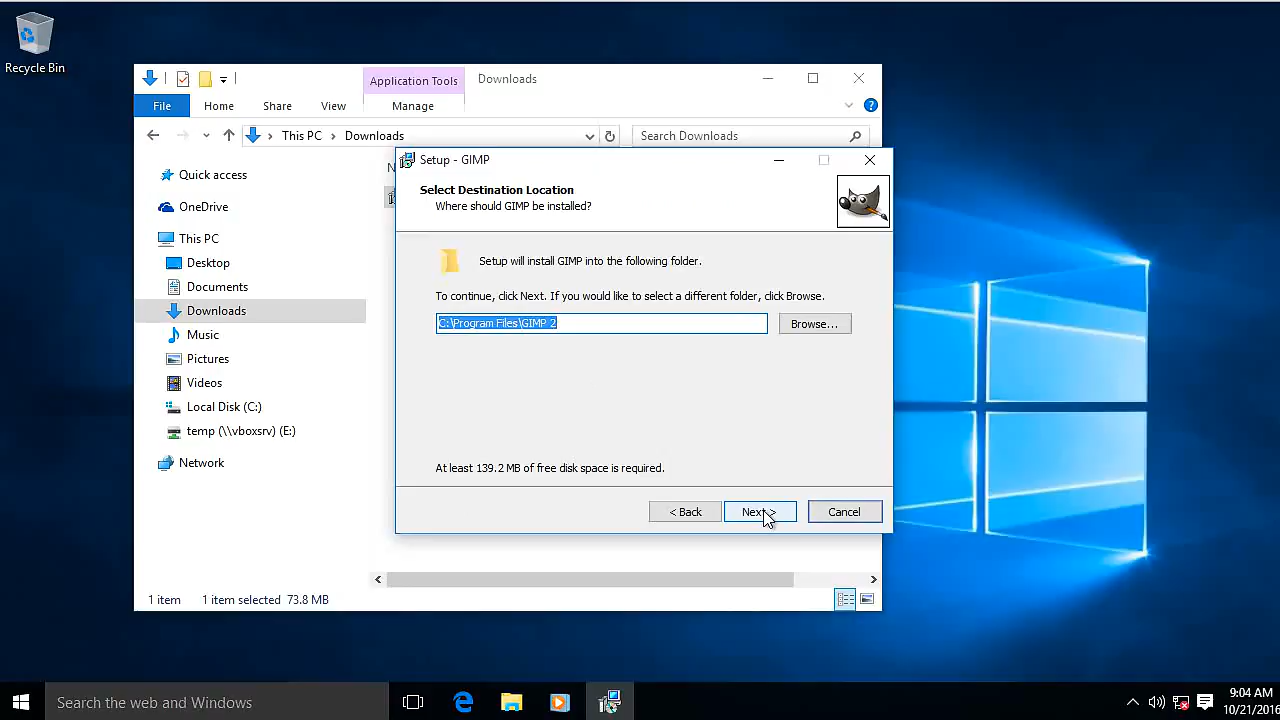 Recycle Bin
Application Tools
Downloads
File
Home
Share
View
Manage
This PC
Downloads
Search Downloads
Quick access
OneDrive
This PC
Desktop
Documents
Downloads
Music
Pictures
Videos
Local Disk (C:)
temp (\\vboxsrv) (E:)
Network
Setup - GIMP
Select Destination Location
Where should GIMP be installed?
Setup will install GIMP into the following folder.
To continue, click Next. If you would like to select a different folder, click Browse.
C:\Program Files\GIMP 2
Browse...
At least 139.2 MB of free disk space is required.
< Back
Next >
Cancel
1 item
1 item selected 73.8 MB
Search the web and Windows
9:04 AM
10/21/2016